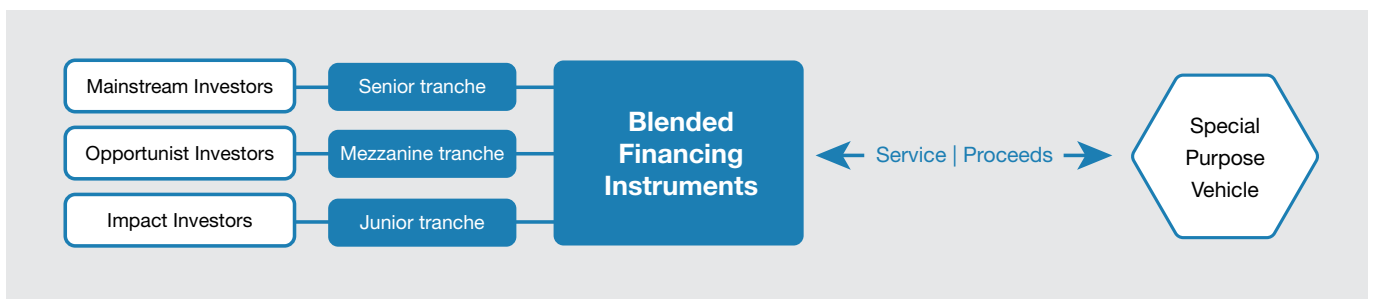 Mainstream Investors
Senior tranche
Opportunist Investors
Mezzanine tranche
Impact Investors
Junior tranche
Blended
Financing
Instruments
Service | Proceeds
Special
Purpose
Vehicle